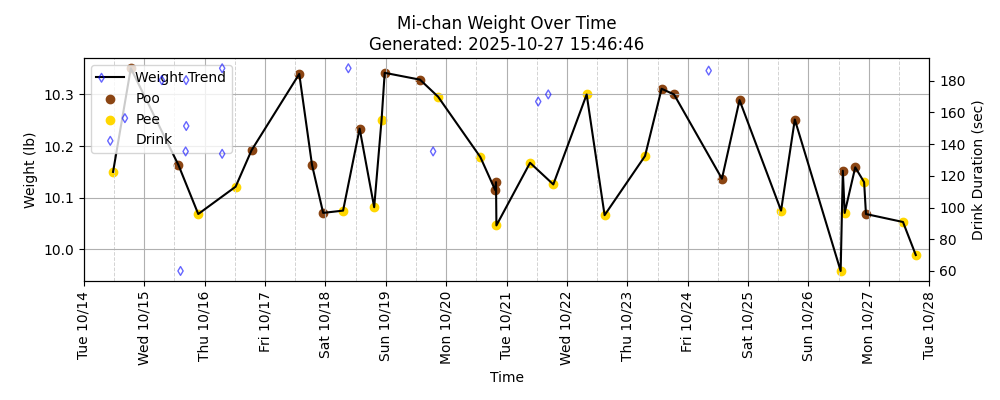 Mi-chan Weight Over Time
Generated: 2025-10-27 15:46:46
Weight Trend
Poo
Pee
Drink
Weight (lb)
10.3
10.2
10.1
10.0
Drink Duration (sec)
180
160
140
120
100
80
60
Tue 10/14
Wed 10/15
Thu 10/16
Fri 10/17
Sat 10/18
Sun 10/19
Mon 10/20
Tue 10/21
Wed 10/22
Thu 10/23
Fri 10/24
Sat 10/25
Sun 10/26
Mon 10/27
Tue 10/28
Time